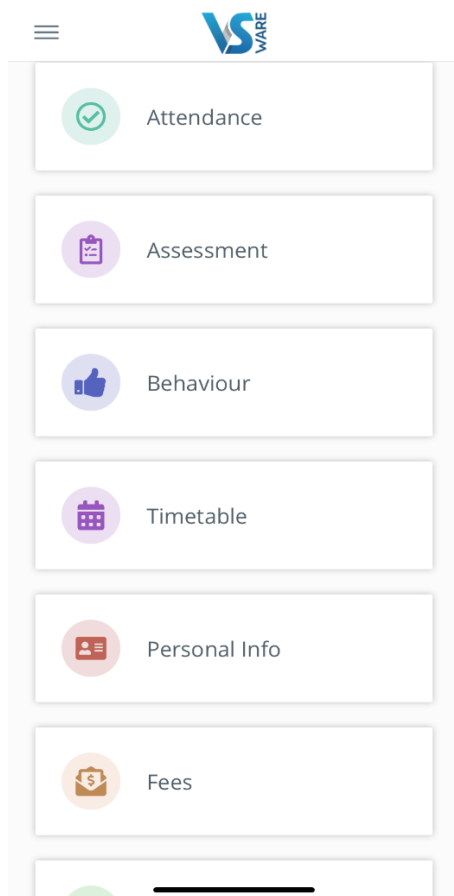 VS WARE
Attendance
Assessment
Behaviour
Timetable
Personal Info
Fees